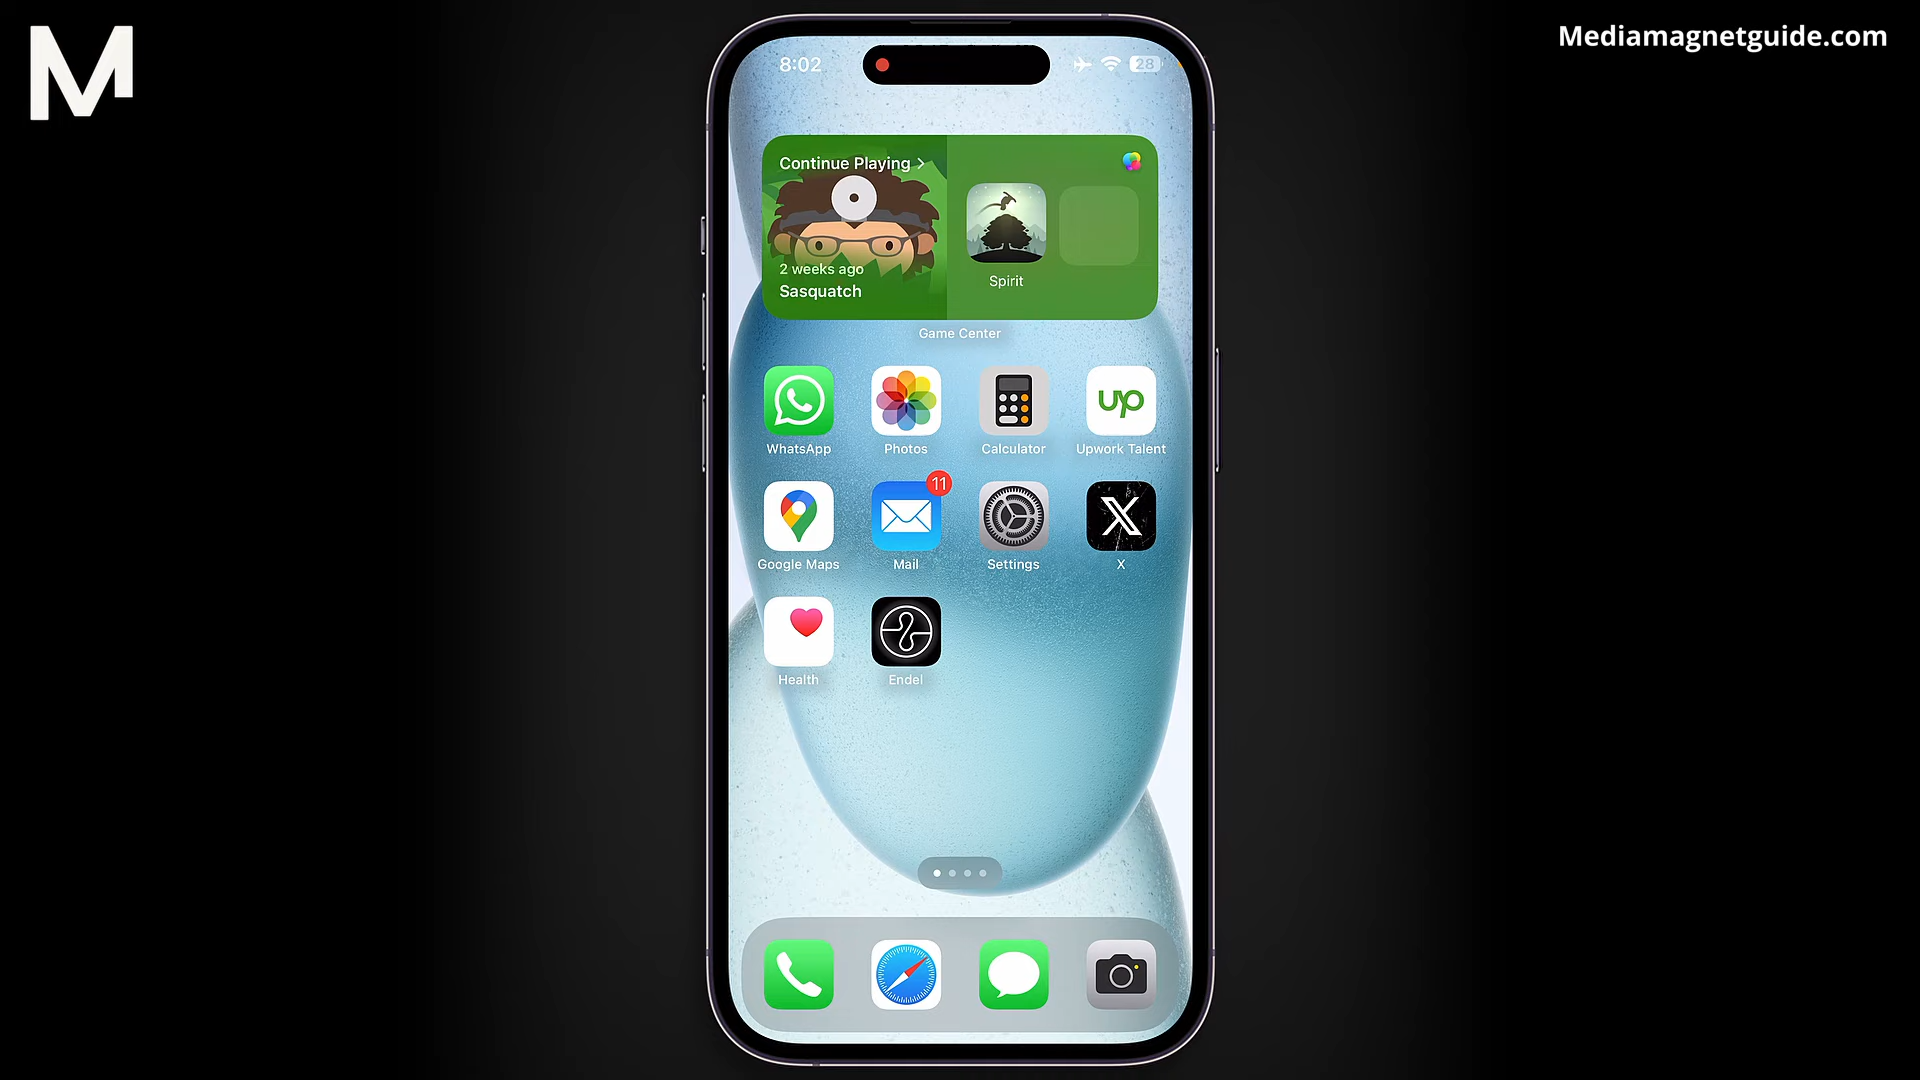 M
Mediamagnetguide.com
8:02
28
Continue Playing >
2 weeks ago
Sasquatch
Spirit
Game Center
up
WhatsApp
Photos
Calculator
Upwork Talent
11
X
Google Maps
Mail
Settings
X
Health
Endel